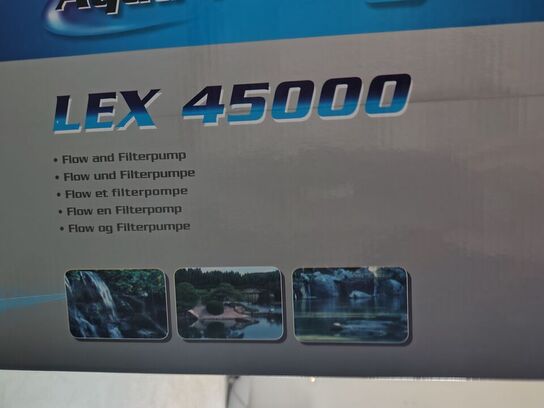 LEX 45000
• Flow and Filterpump
• Flow und Filterpumpe
• Flow et filterpompe
• Flow en Filterpomp
• Flow og Filterpumpe